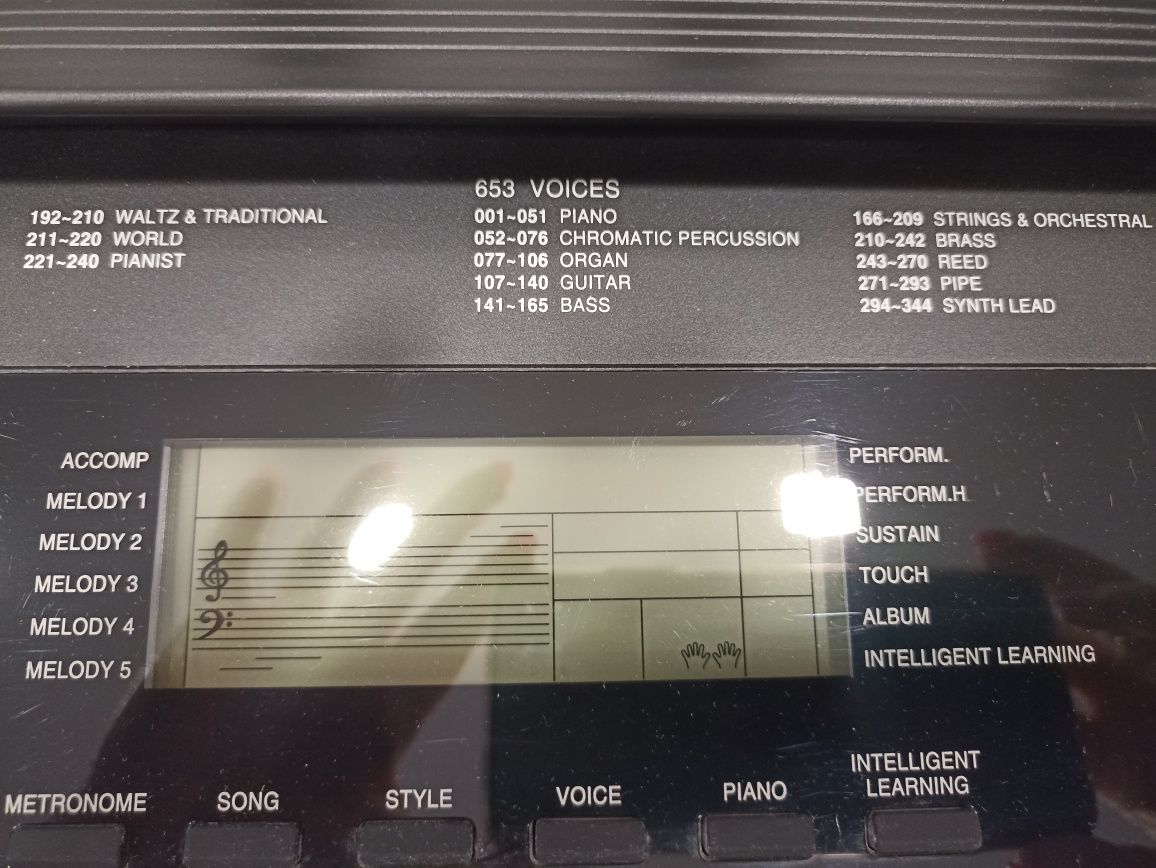 192~210 WALTZ & TRADITIONAL
211~220 WORLD
221~240 PIANIST
653 VOICES
001~051 PIANO
052~076 CHROMATIC PERCUSSION
077~106 ORGAN
107~140 GUITAR
141~165 BASS
166~209 STRINGS & ORCHESTRAL
210~242 BRASS
243~270 REED
271~293 PIPE
294~344 SYNTH LEAD
ACCOMP
MELODY 1
MELODY 2
MELODY 3
MELODY 4
MELODY 5
PERFORM.
PERFORM.H
SUSTAIN
TOUCH
ALBUM
INTELLIGENT LEARNING
METRONOME
SONG
STYLE
VOICE
PIANO
INTELLIGENT
LEARNING